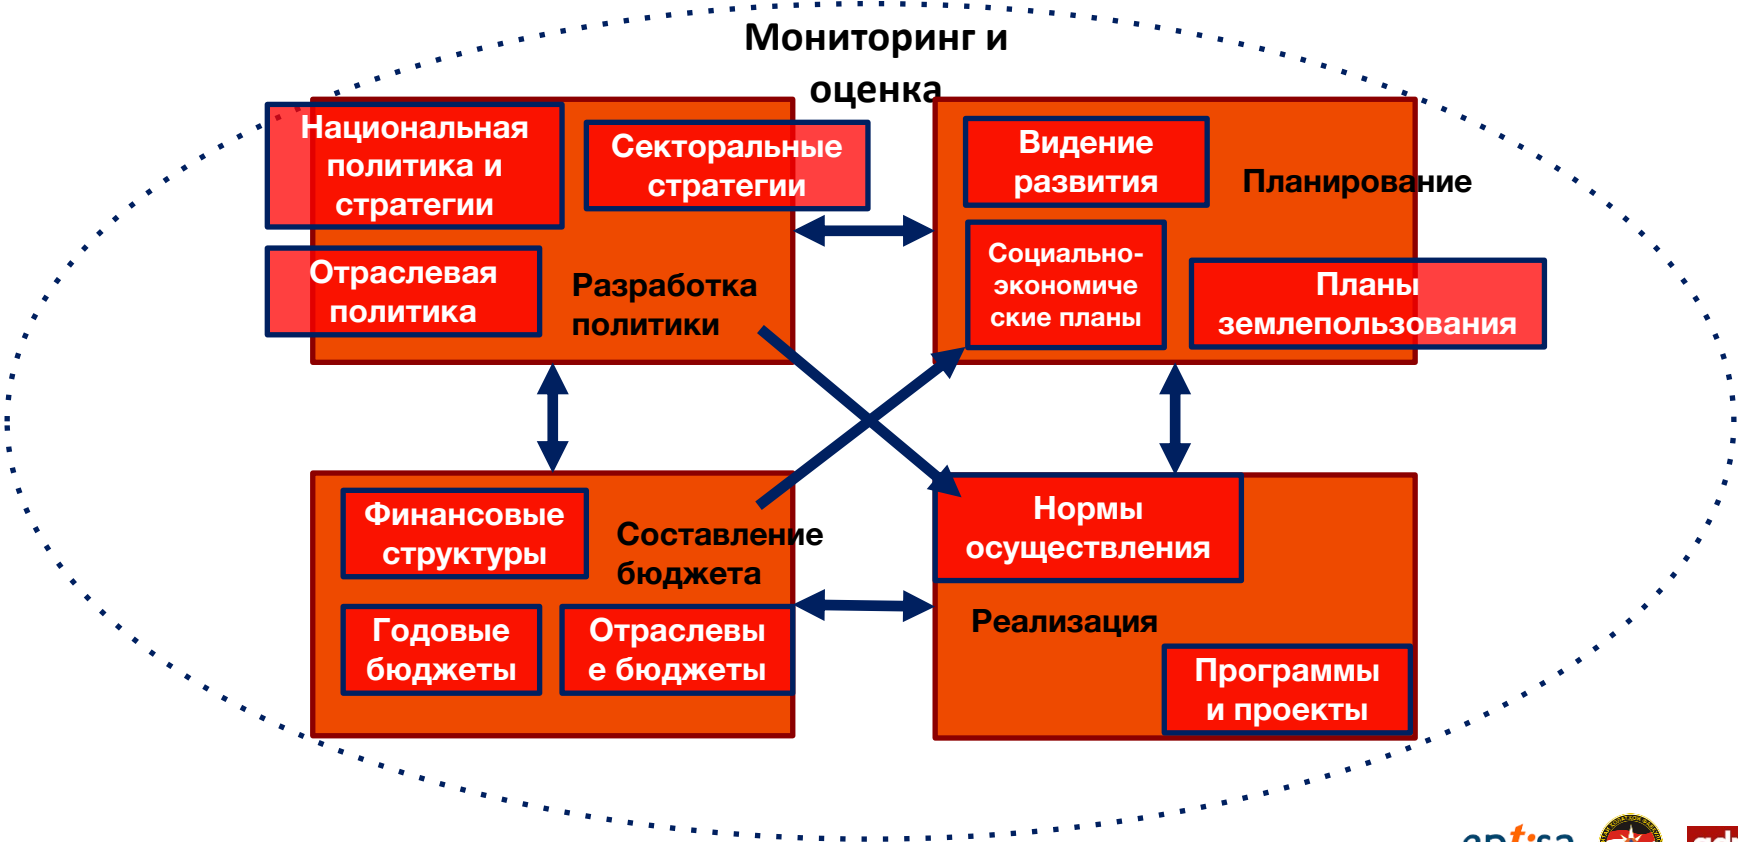 Мониторинг и
оценка
Национальная
политика и
стратегии
Секторальные
стратегии
Отраслевая
политика
Разработка
политики
Видение
развития
Планирование
Социально-
экономиче
ские планы
Планы
землепользования
Финансовые
структуры
Составление
бюджета
Годовые
бюджеты
Отраслевы
е бюджеты
Нормы
осуществления
Реализация
Программы
и проекты
eptisa